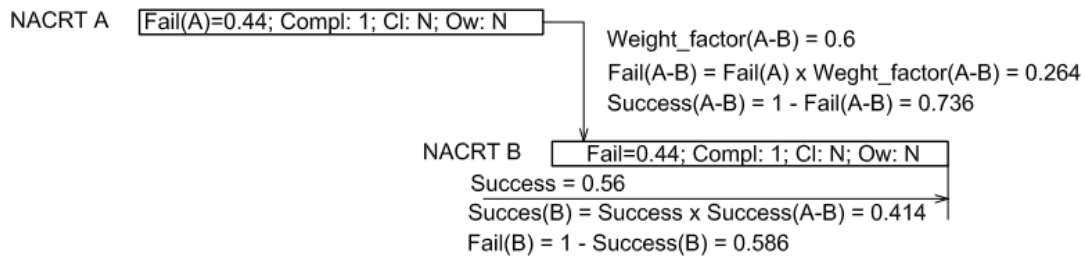 NACRT A
Fail(A)=0.44; Compl: 1; Cl: N; Ow: N
Weight_factor(A-B) = 0.6
Fail(A-B) = Fail(A) x Weght_factor(A-B) = 0.264
Success(A-B) = 1 - Fail(A-B) = 0.736
NACRT B
Fail=0.44; Compl: 1; Cl: N; Ow: N
Success = 0.56
Succes(B) = Success x Success(A-B) = 0.414
Fail(B) = 1 - Success(B) = 0.586